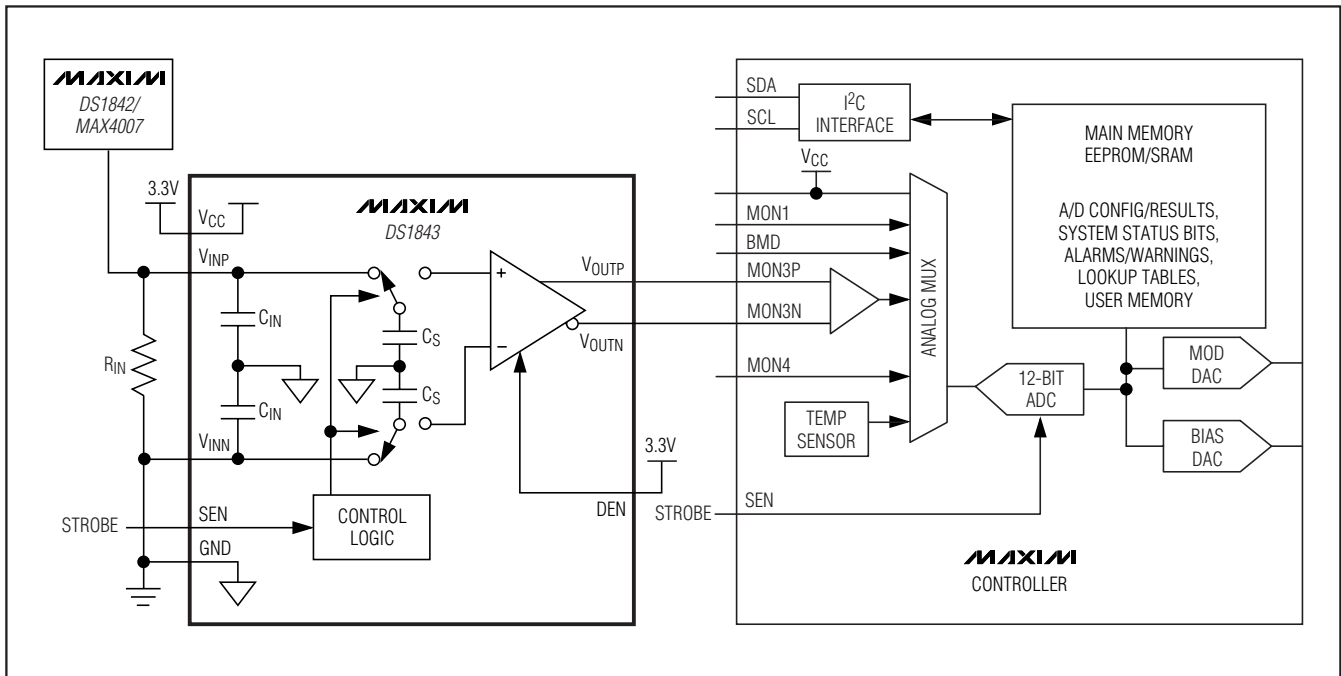 MAXIM
DS1842/
MAX4007
3.3V
VCC
VINP
RIN
CIN
CIN
VINN
STROBE
SEN
GND
MAXIM
DS1843
CS
CS
+
−
VOUTP
VOUTN
CONTROL
LOGIC
3.3V
DEN
SDA
SCL
I2C
INTERFACE
VCC
MON1
BMD
MON3P
MON3N
MON4
TEMP
SENSOR
ANALOG MUX
STROBE
SEN
MAIN MEMORY
EEPROM/SRAM
A/D CONFIG/RESULTS,
SYSTEM STATUS BITS,
ALARMS/WARNINGS,
LOOKUP TABLES,
USER MEMORY
12-BIT
ADC
MOD
DAC
BIAS
DAC
MAXIM
CONTROLLER